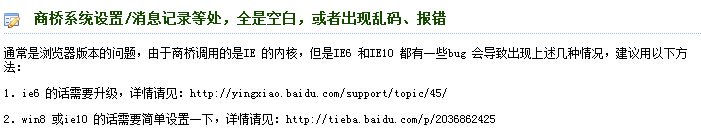 商桥系统设置/消息记录等处，全是空白，或者出现乱码、报错
通常是浏览器版本的问题，由于商桥调用的是IE 的内核，但是IE6 和IE10 都有一些bug 会导致出现上述几种情况，建议用以下方
法：
1. ie6 的话需要升级，详情请见：http://yingxiao.baidu.com/support/topic/45/
2. win8 或ie10 的话需要简单设置一下，详情请见：http://tieba.baidu.com/p/2036862425